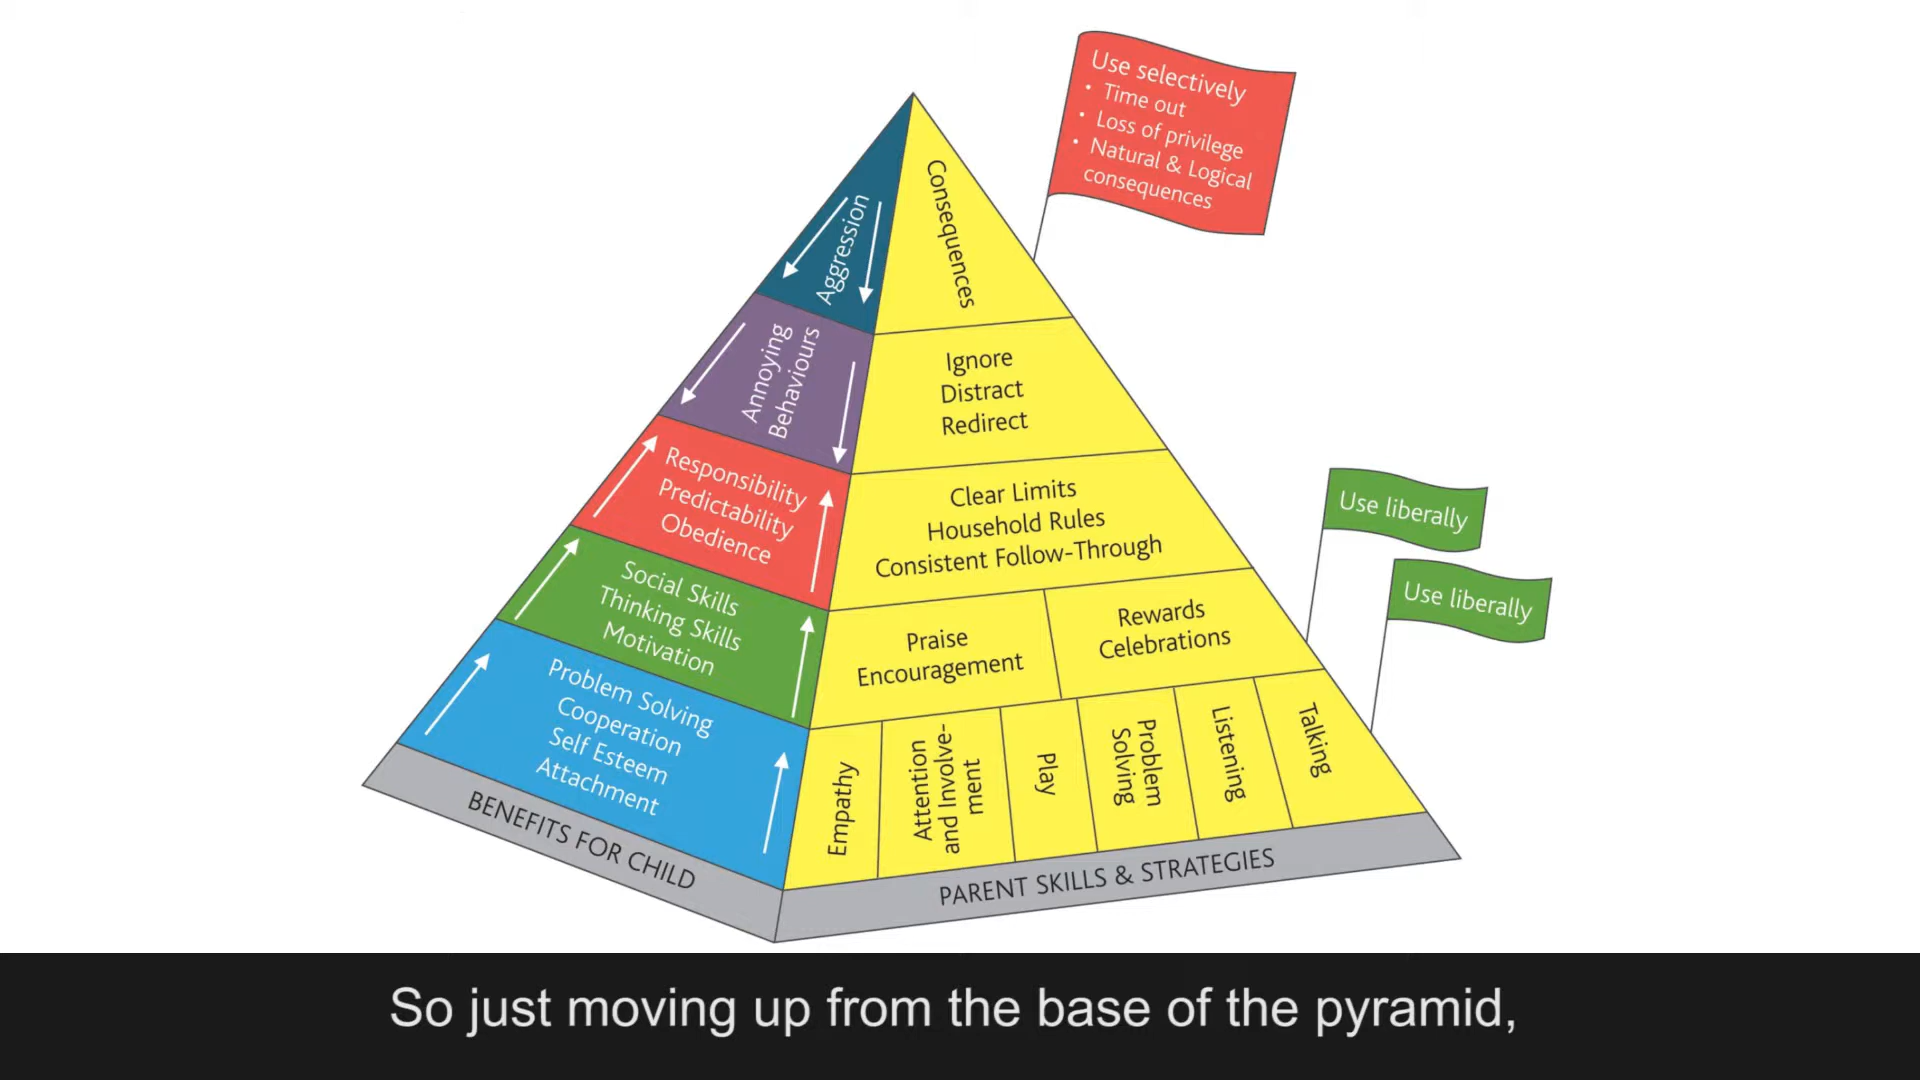 Use selectively
• Time out
• Loss of privilege
• Natural & Logical
consequences
Aggression
Consequences
Annoying
Behaviours
Ignore
Distract
Redirect
Responsibility
Predictability
Obedience
Clear Limits
Household Rules
Consistent Follow-Through
Use liberally
Use liberally
Social Skills
Thinking Skills
Motivation
Praise
Encouragement
Rewards
Celebrations
Problem Solving
Cooperation
Self Esteem
Attachment
Empathy
Attention
and Involve-
ment
Play
Problem
Solving
Listening
Talking
BENEFITS FOR CHILD
PARENT SKILLS & STRATEGIES
So just moving up from the base of the pyramid,